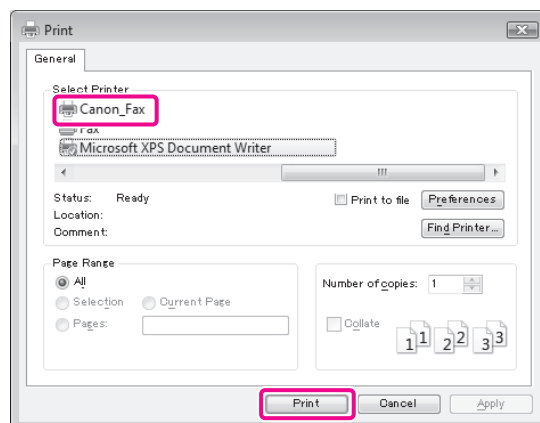 Print
General
Select Printer
Canon_Fax
Fax
Microsoft XPS Document Writer
Status: Ready
Print to file
Preferences
Location:
Comment:
Find Printer...
Page Range
All
Selection
Current Page
Pages:
Number of copies: 1
Collate
1 1 2 2 3 3
Print
Cancel
Apply